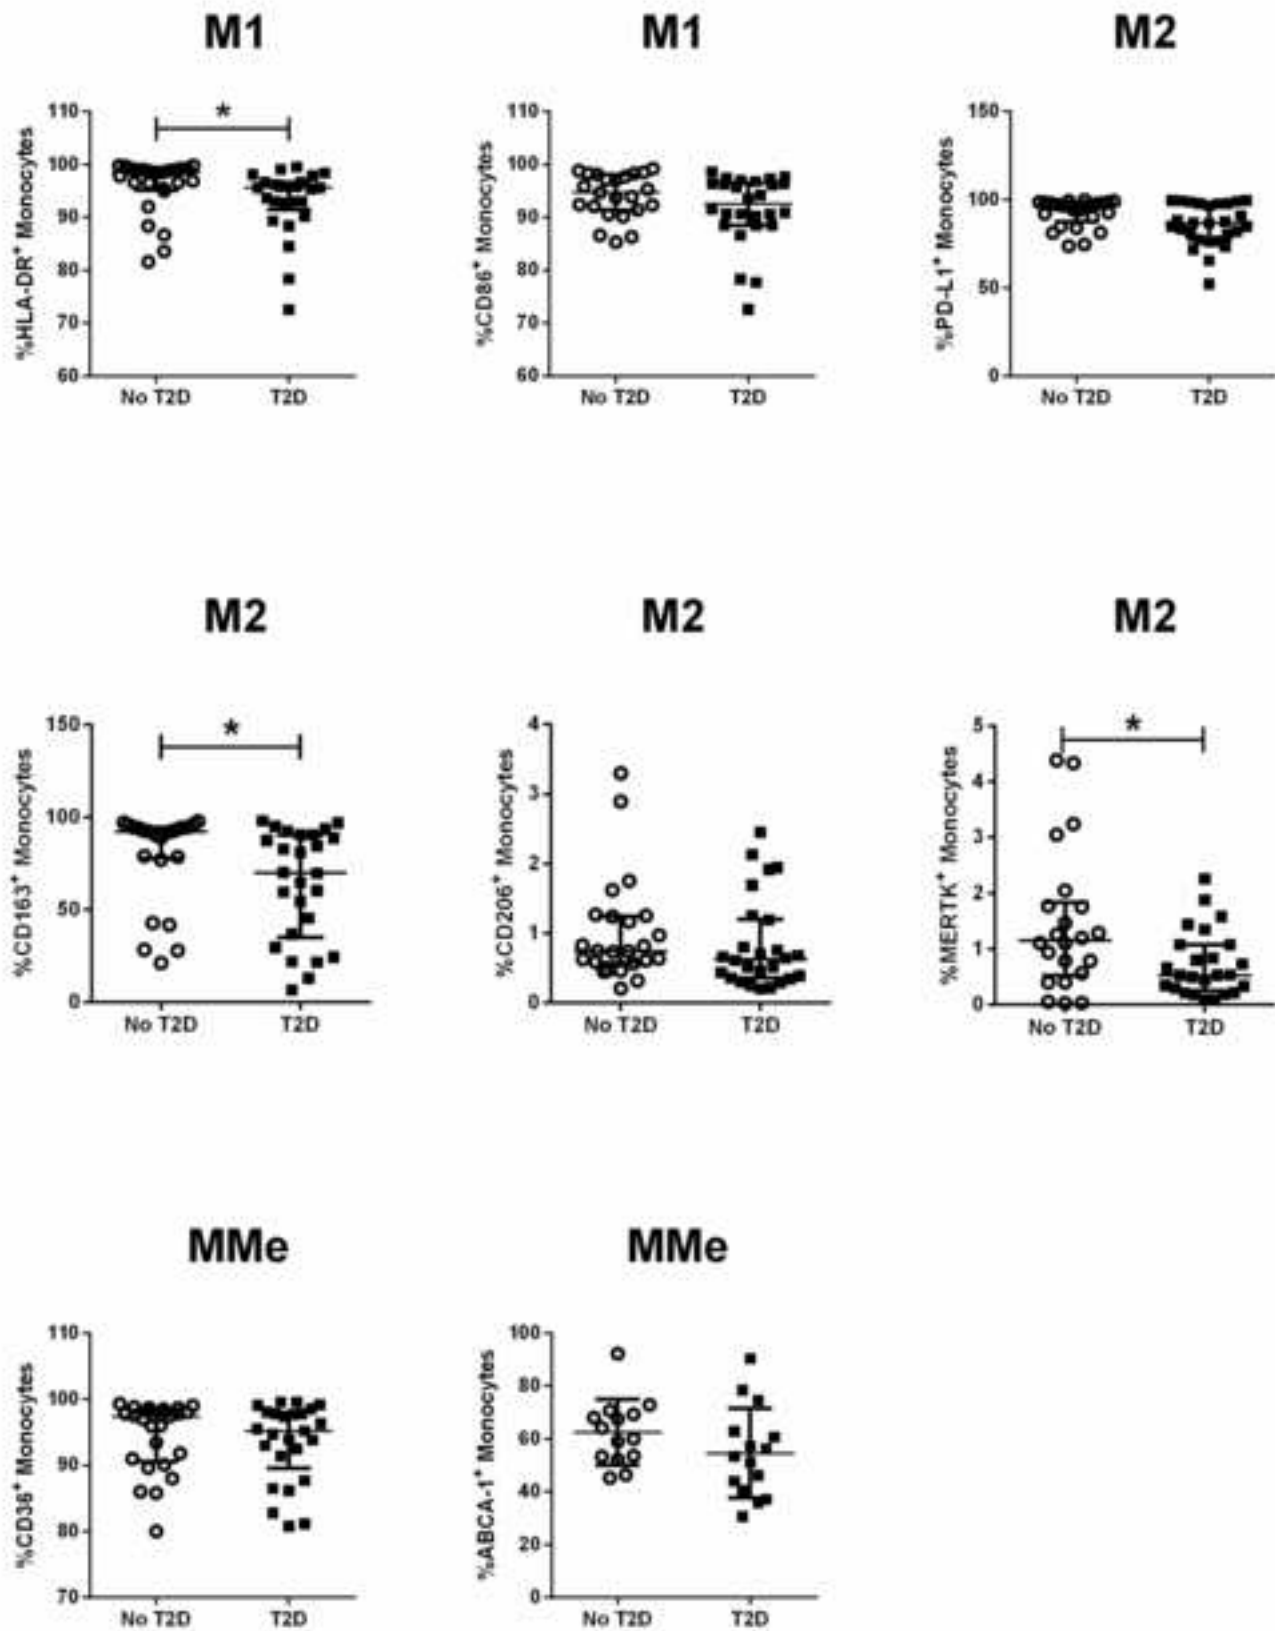 M1
M1
M2
%HLA-DR⁺ Monocytes
110
100
90
80
70
60
*
No T2D
T2D
%CD86⁺ Monocytes
110
100
90
80
70
60
No T2D
T2D
%PD-L1⁺ Monocytes
150
100
50
0
No T2D
T2D
M2
M2
M2
%CD163⁺ Monocytes
150
100
50
0
*
No T2D
T2D
%CD206⁺ Monocytes
4
3
2
1
0
No T2D
T2D
%MERTK⁺ Monocytes
5
4
3
2
1
0
*
No T2D
T2D
MMe
MMe
%CD36⁺ Monocytes
110
100
90
80
70
No T2D
T2D
%ABCA-1⁺ Monocytes
100
80
60
40
20
0
No T2D
T2D